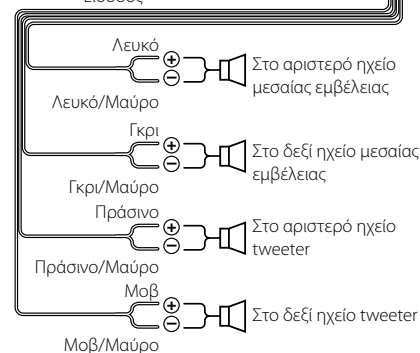 Λευκό
Στο αριστερό ηχείο
μεσαίας εμβέλειας
Λευκό/Μαύρο
Γκρι
Στο δεξί ηχείο μεσαίας
εμβέλειας
Γκρι/Μαύρο
Πράσινο
Στο αριστερό ηχείο
tweeter
Πράσινο/Μαύρο
Μοβ
Στο δεξί ηχείο tweeter
Μοβ/Μαύρο